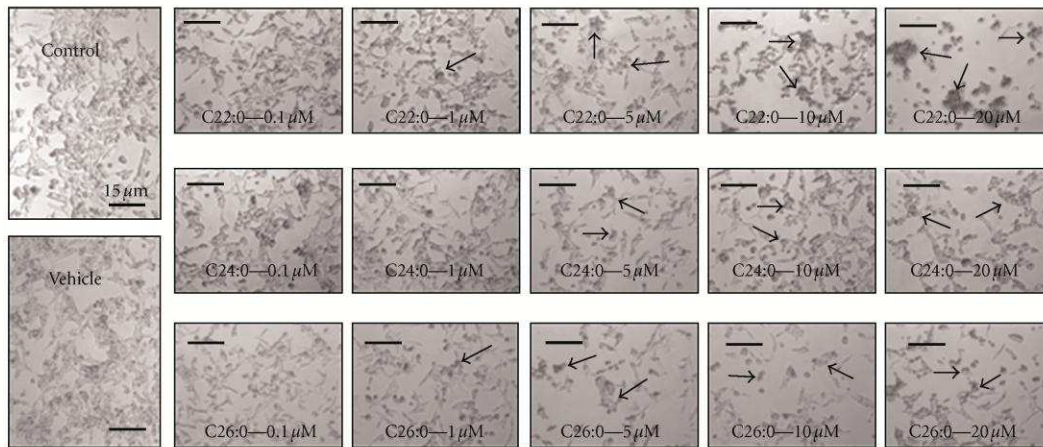 Control
15 μm
Vehicle
C22:0—0.1 μM
C22:0—1 μM
C22:0—5 μM
C22:0—10 μM
C22:0—20 μM
C24:0—0.1 μM
C24:0—1 μM
C24:0—5 μM
C24:0—10 μM
C24:0—20 μM
C26:0—0.1 μM
C26:0—1 μM
C26:0—5 μM
C26:0—10 μM
C26:0—20 μM